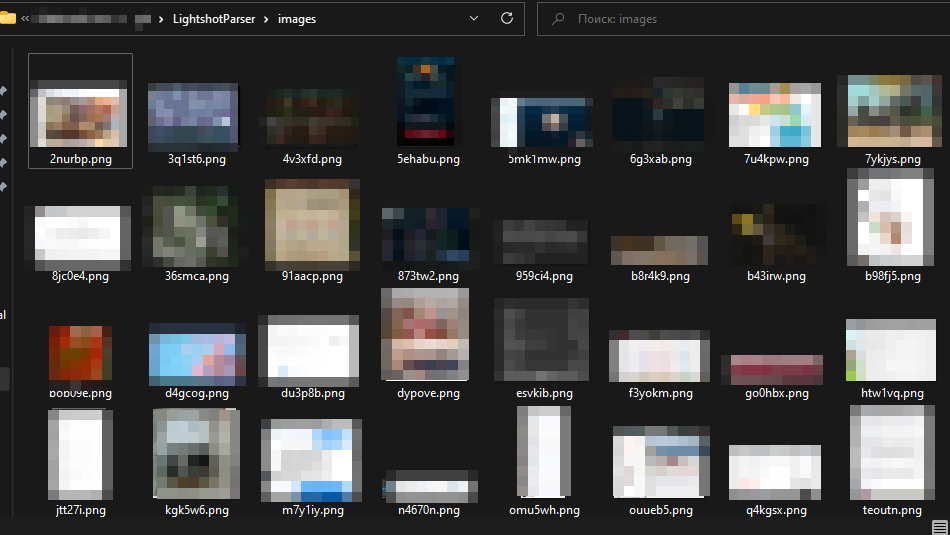 « › LightshotParser › images
Поиск: images
2nurbp.png 3q1st6.png 4v3xfd.png 5ehabu.png 5mk1mw.png 6g3xab.png 7u4kpw.png 7ykjys.png
8jc0e4.png 36smca.png 91aacp.png 873tw2.png 959ci4.png b8r4k9.png b43irw.png b98fj5.png
al
d4gcog.png du3p8b.png dypove.png esvkib.png f3yokm.png go0hbx.png htw1vq.png
jtt27i.png kgk5w6.png m7y1iy.png n4670n.png omu5wh.png ouueb5.png q4kgsx.png teoutn.png